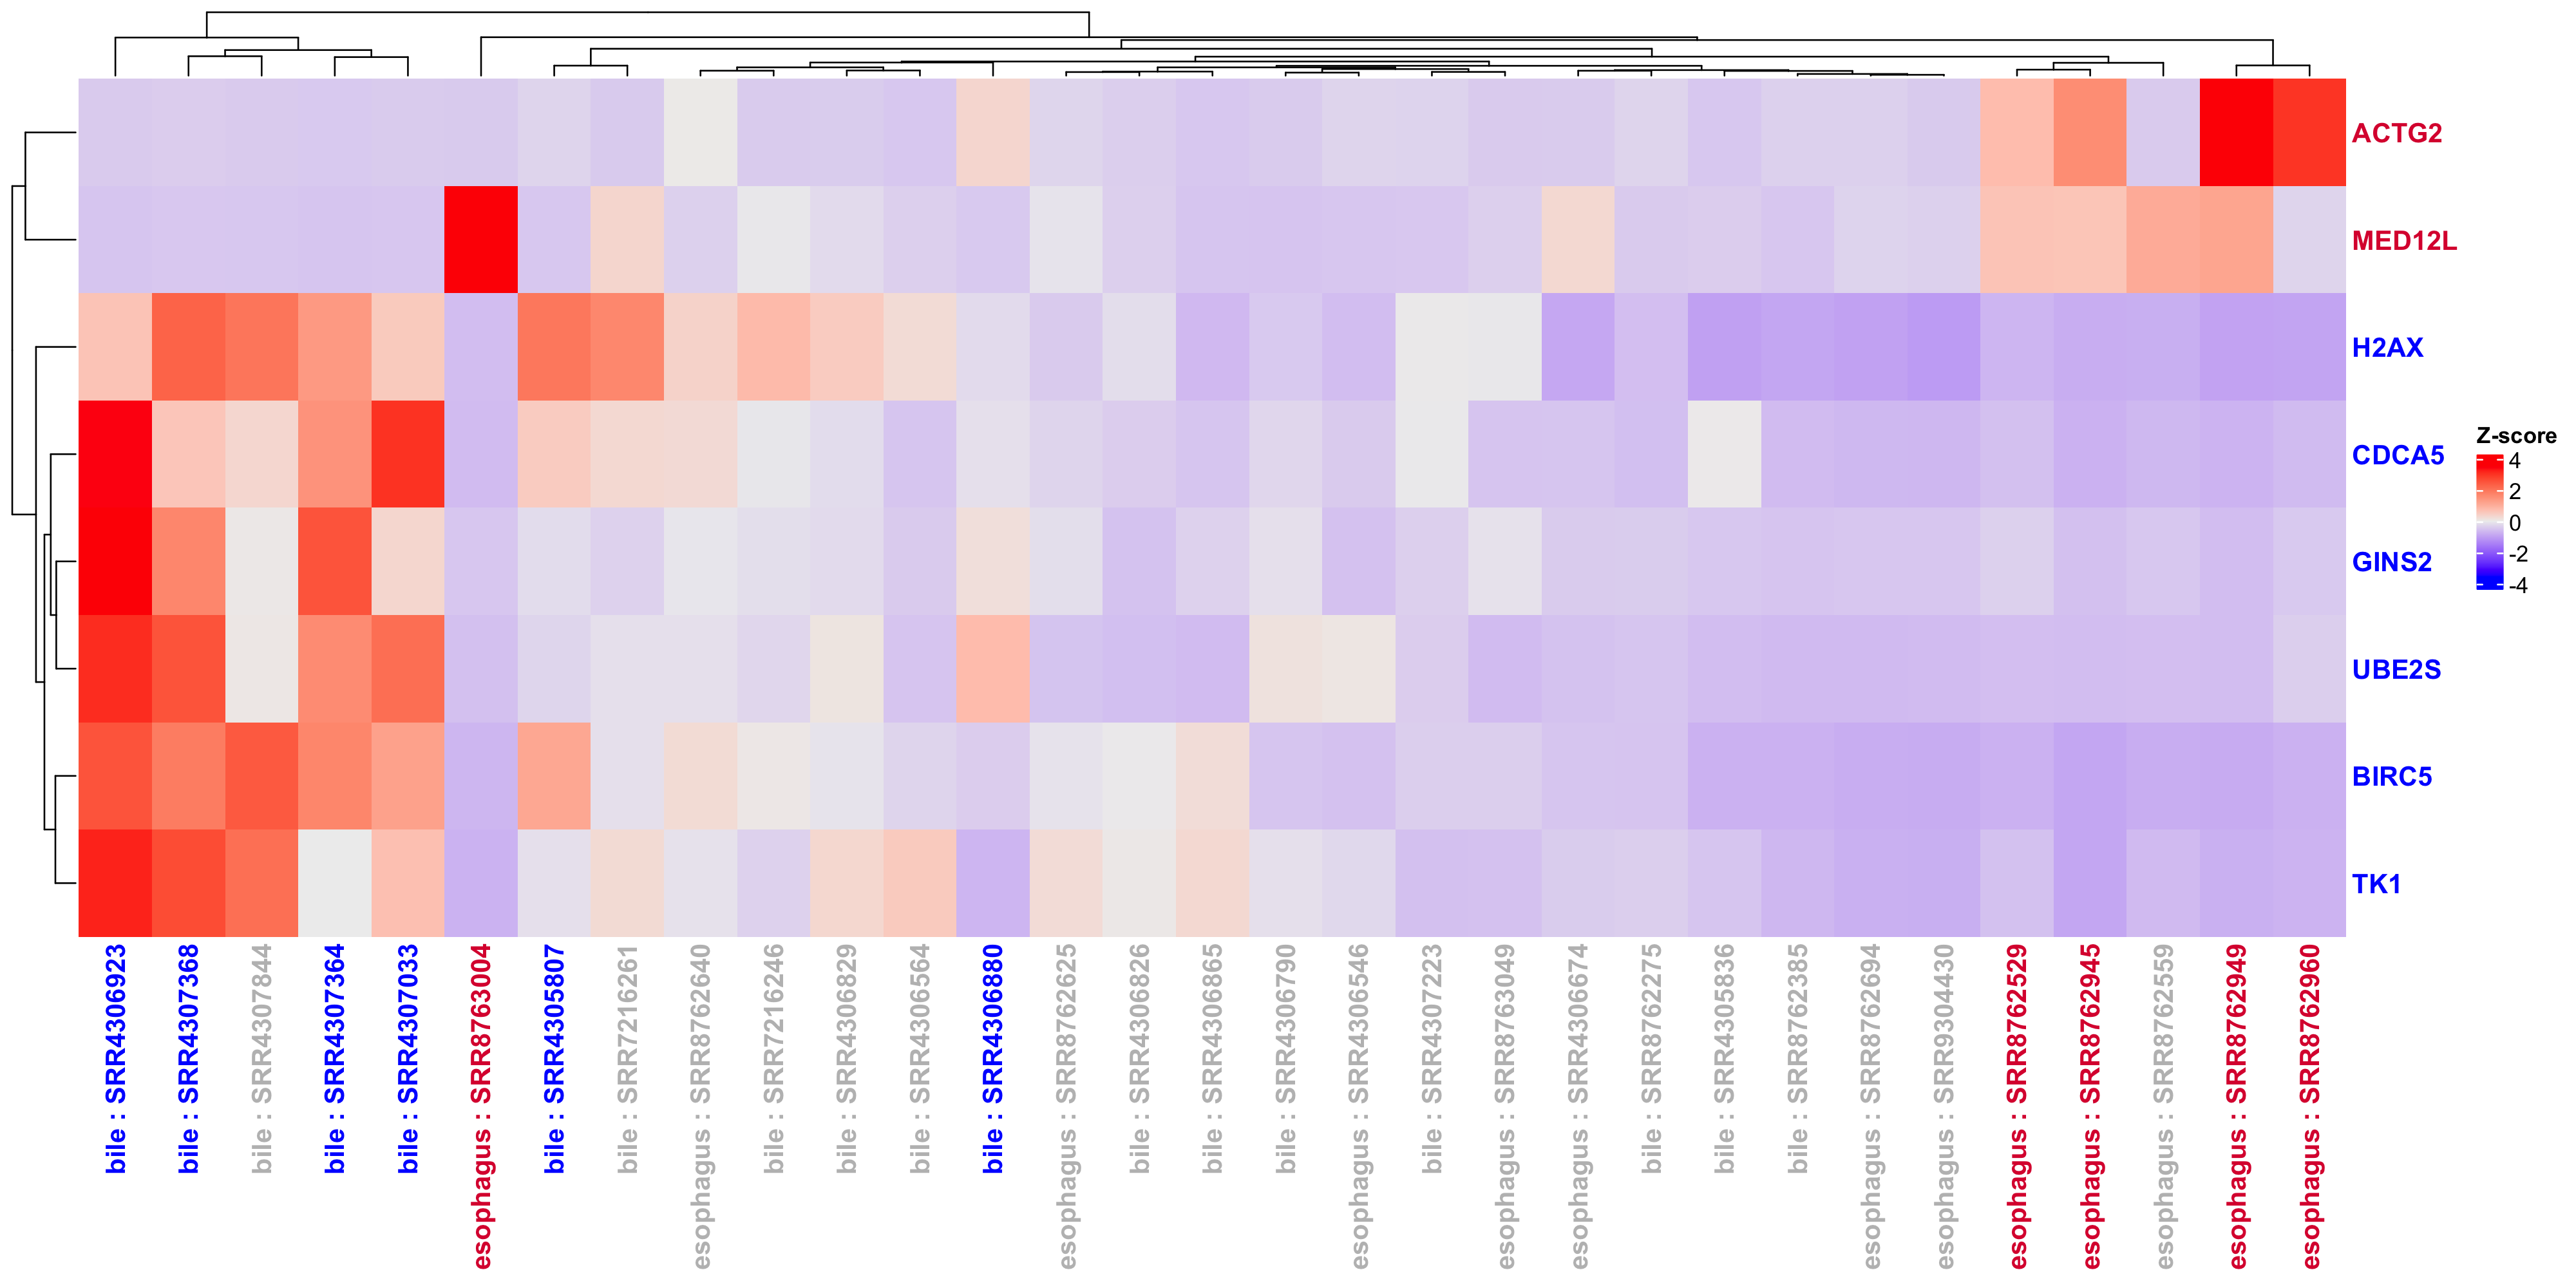 ACTG2
MED12L
H2AX
CDCA5
GINS2
UBE2S
BIRC5
TK1
Z-score
4
2
0
-2
-4
bile : SRR4306923
bile : SRR4307368
bile : SRR4307844
bile : SRR4307364
bile : SRR4307033
esophagus : SRR8763004
bile : SRR4305807
bile : SRR7216261
esophagus : SRR8762640
bile : SRR7216246
bile : SRR4306829
bile : SRR4306564
bile : SRR4306880
esophagus : SRR8762625
bile : SRR4306826
bile : SRR4306865
bile : SRR4306790
esophagus : SRR4306546
bile : SRR4307223
esophagus : SRR8763049
esophagus : SRR4306674
bile : SRR8762275
bile : SRR4305836
bile : SRR8762385
esophagus : SRR8762694
esophagus : SRR9304430
esophagus : SRR8762529
esophagus : SRR8762945
esophagus : SRR8762559
esophagus : SRR8762949
esophagus : SRR8762960